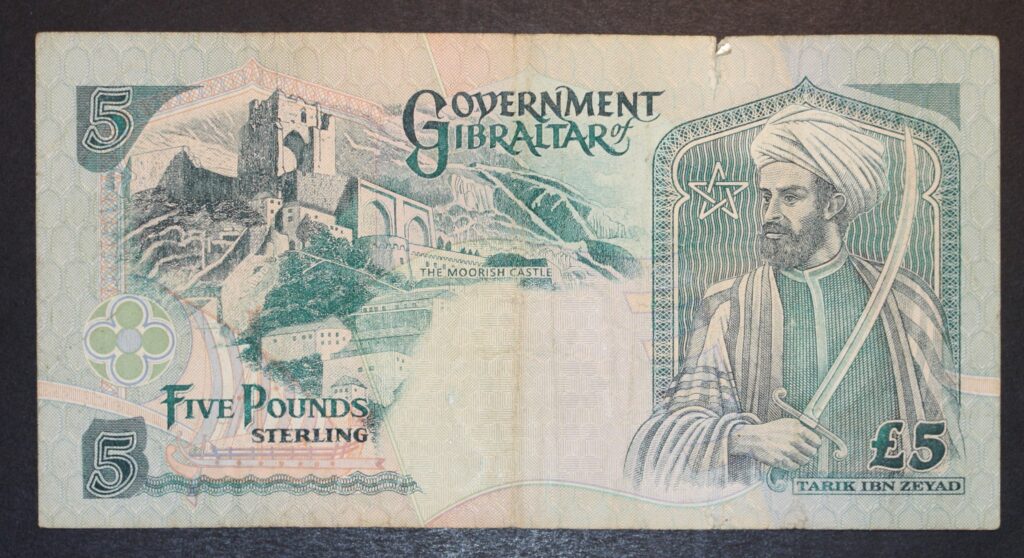 5
GOVERNMENT
of
GIBRALTAR
THE MOORISH CASTLE
FIVE POUNDS
STERLING
5
£5
TARIK IBN ZEYAD